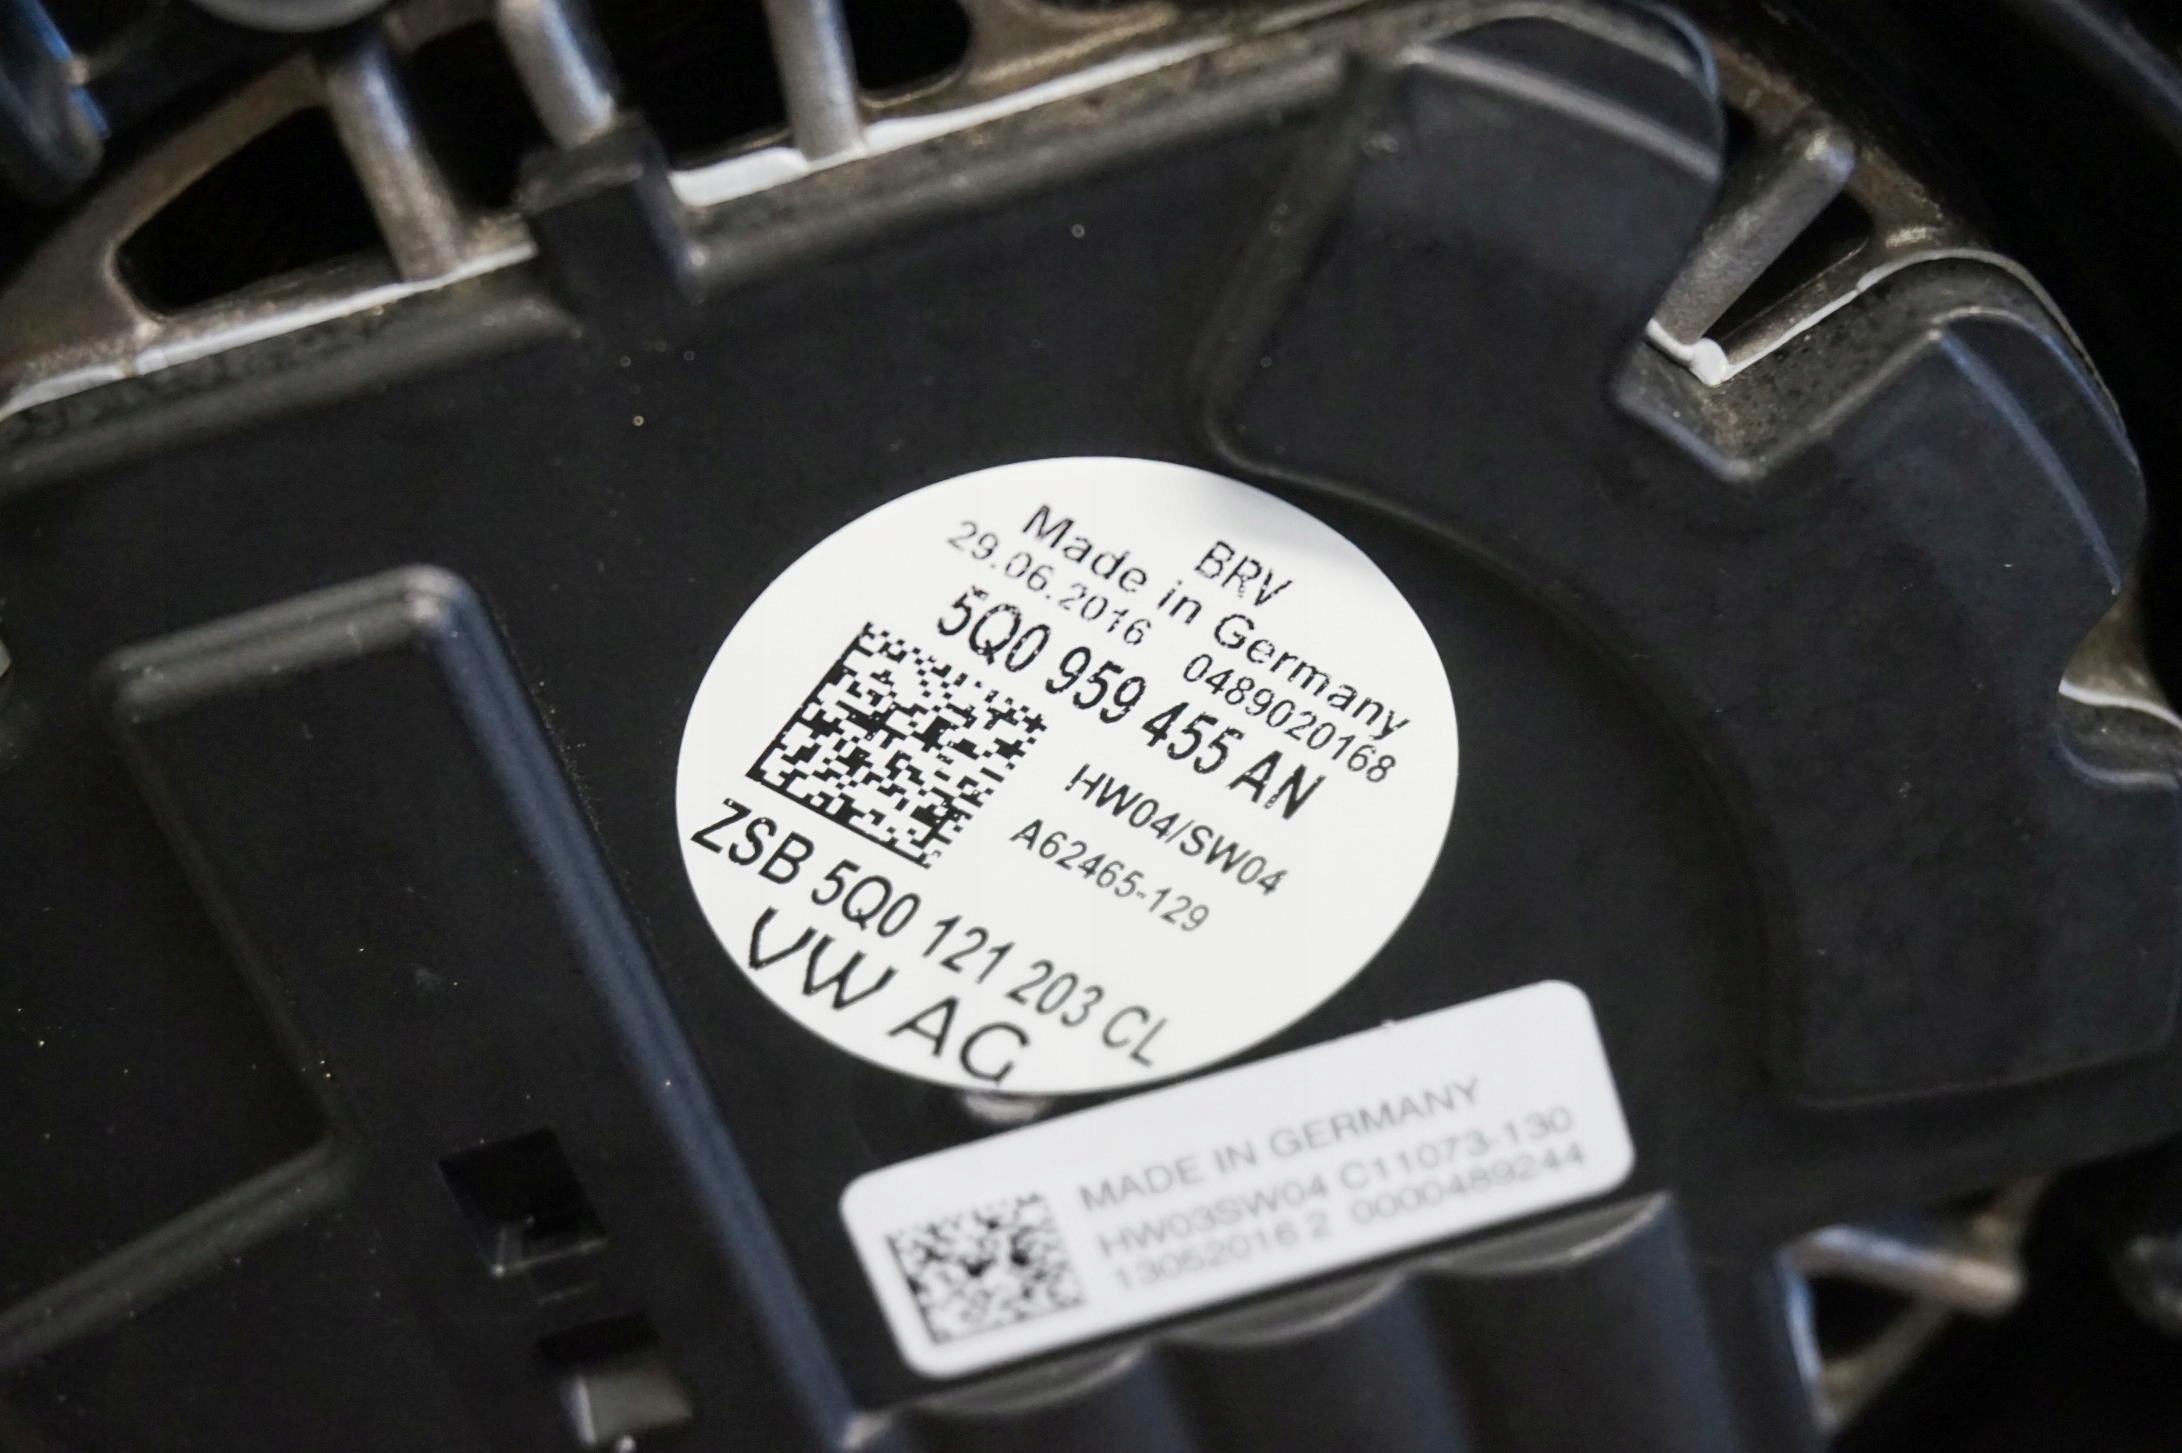 BRV
Made in Germany
29.06.2016 0489020168
5Q0 959 455 AN
HW04/SW04
A62465-129
ZSB 5Q0 121 203 CL
VW AG
MADE IN GERMANY
HW03SW04 C11073-130
13052016 2 0000489244